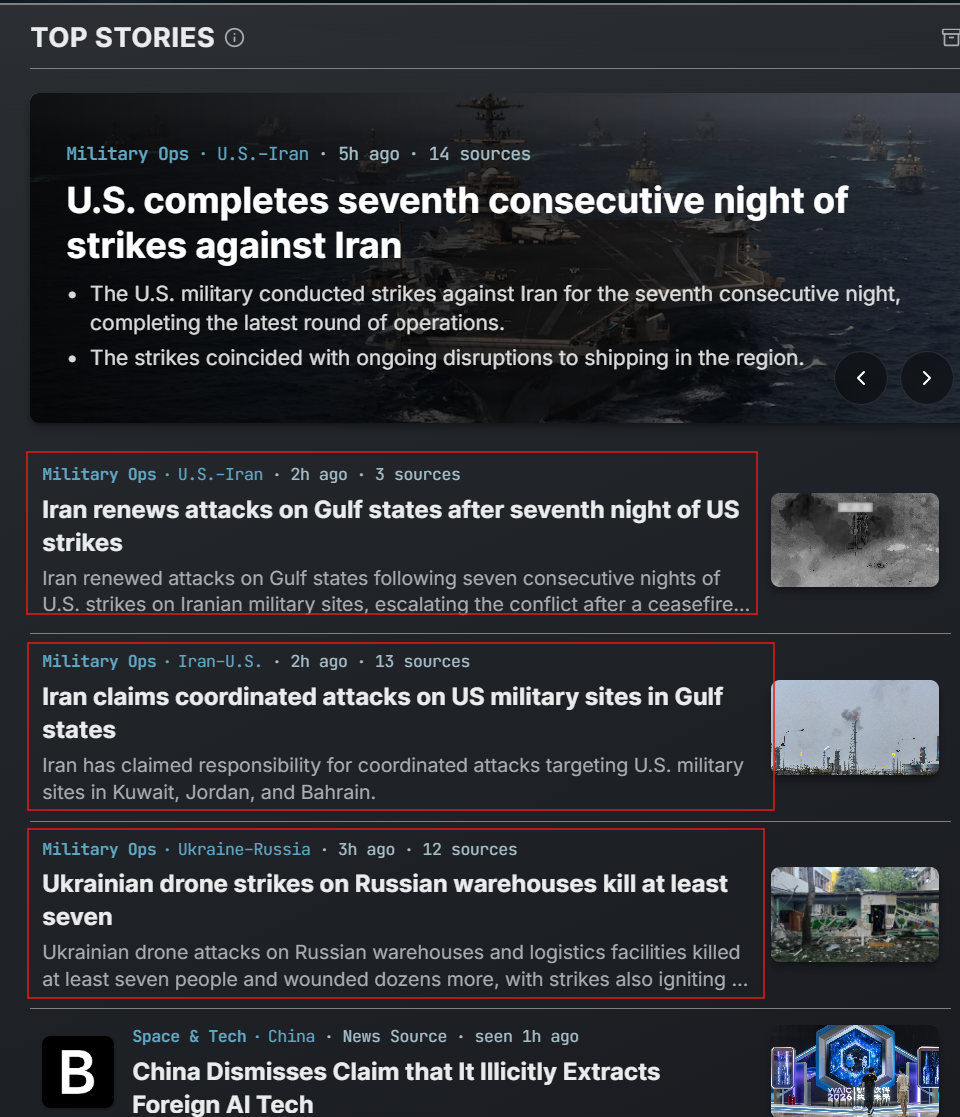 TOP STORIES
Military Ops · U.S.–Iran · 5h ago · 14 sources
U.S. completes seventh consecutive night of
strikes against Iran
• The U.S. military conducted strikes against Iran for the seventh consecutive night,
completing the latest round of operations.
• The strikes coincided with ongoing disruptions to shipping in the region.
Military Ops · U.S.–Iran · 2h ago · 3 sources
Iran renews attacks on Gulf states after seventh night of US
strikes
Iran renewed attacks on Gulf states following seven consecutive nights of
U.S. strikes on Iranian military sites, escalating the conflict after a ceasefire...
Military Ops · Iran–U.S. · 2h ago · 13 sources
Iran claims coordinated attacks on US military sites in Gulf
states
Iran has claimed responsibility for coordinated attacks targeting U.S. military
sites in Kuwait, Jordan, and Bahrain.
Military Ops · Ukraine–Russia · 3h ago · 12 sources
Ukrainian drone strikes on Russian warehouses kill at least
seven
Ukrainian drone attacks on Russian warehouses and logistics facilities killed
at least seven people and wounded dozens more, with strikes also igniting ...
Space & Tech · China · News Source · seen 1h ago
B
China Dismisses Claim that It Illicitly Extracts
Foreign AI Tech
WAIC
2026